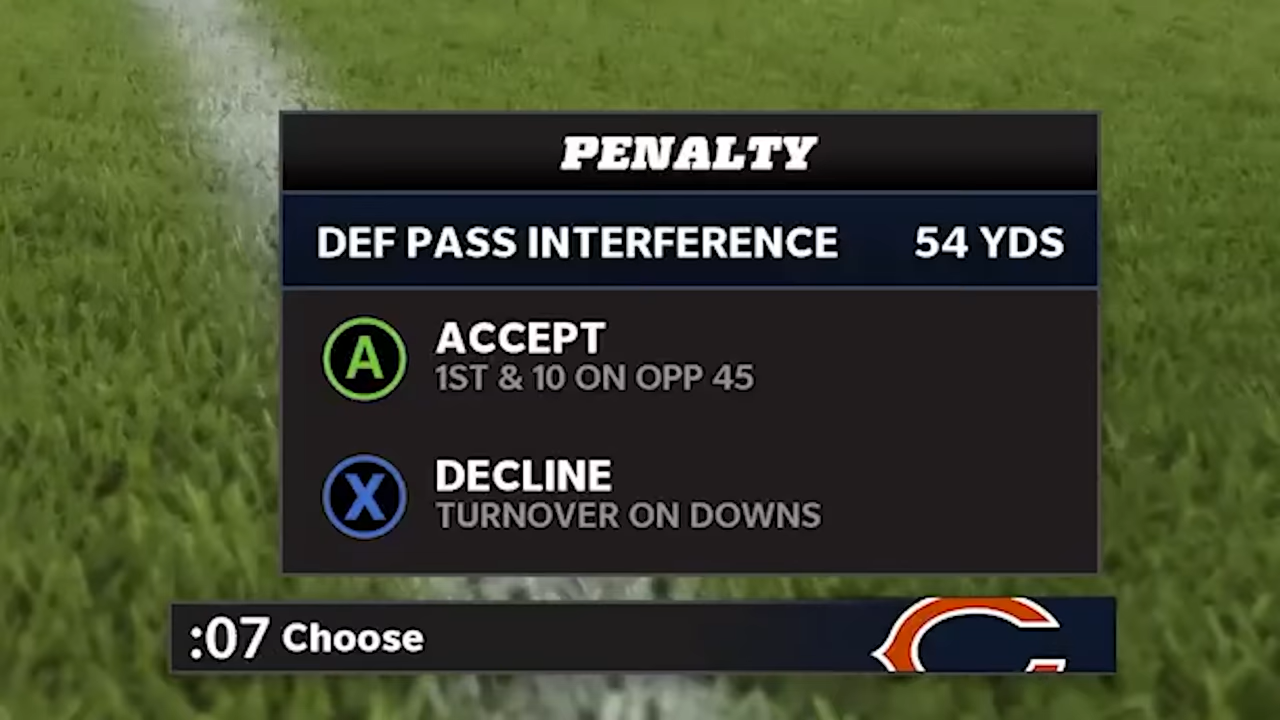 PENALTY
DEF PASS INTERFERENCE 54 YDS
A ACCEPT
1ST & 10 ON OPP 45
X DECLINE
TURNOVER ON DOWNS
:07 Choose